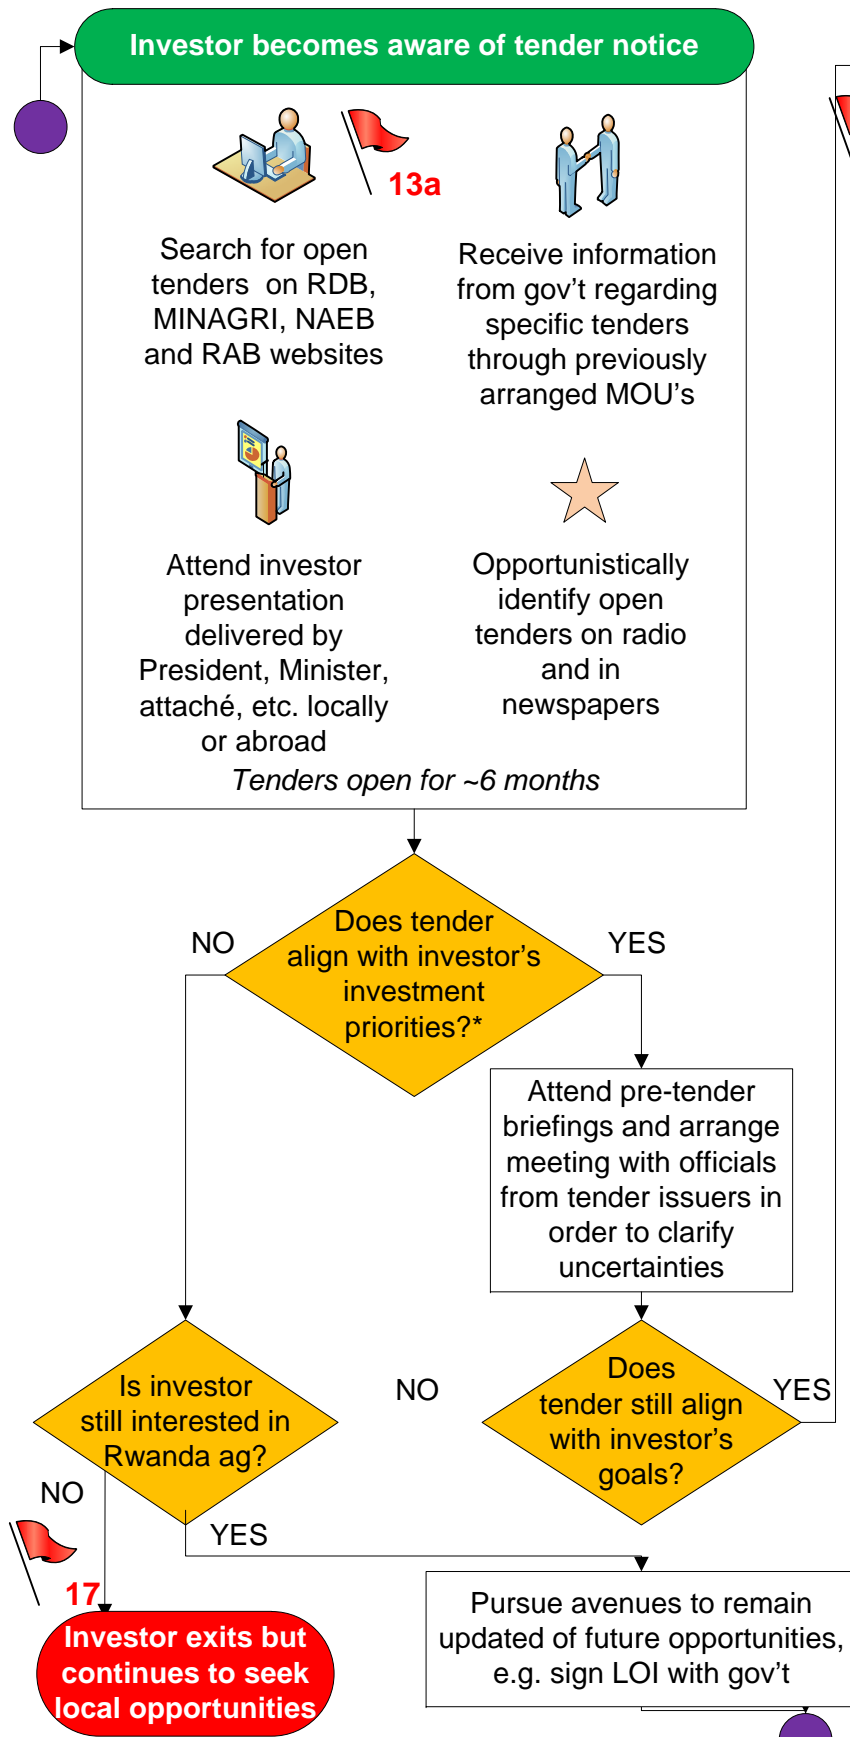 Investor becomes aware of tender notice
13a
Search for open
tenders on RDB,
MINAGRI, NAEB
and RAB websites
Receive information
from gov't regarding
specific tenders
through previously
arranged MOU's
Attend investor
presentation
delivered by
President, Minister,
attaché, etc. locally
or abroad
Opportunistically
identify open
tenders on radio
and in
newspapers
Tenders open for ~6 months
Does tender
align with investor's
investment
priorities?*
NO
YES
Attend pre-tender
briefings and arrange
meeting with officials
from tender issuers in
order to clarify
uncertainties
Is investor
still interested in
Rwanda ag?
NO
Does
tender still align
with investor's
goals?
YES
NO
YES
17
Investor exits but
continues to seek
local opportunities
Pursue avenues to remain
updated of future opportunities,
e.g. sign LOI with gov't